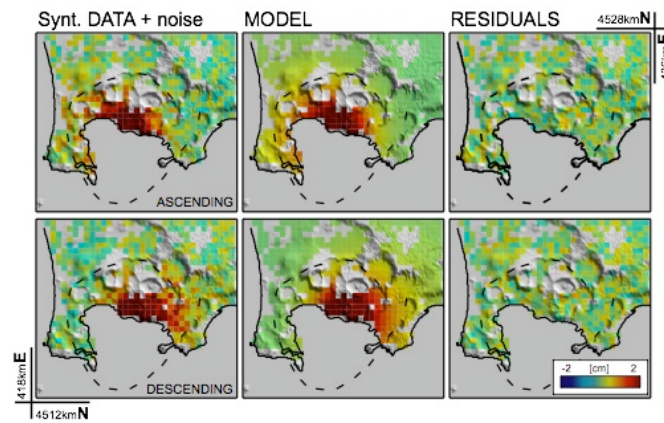 Synt. DATA + noise MODEL RESIDUALS
4528kmN
E
ASCENDING
DESCENDING
-2 [cm] 2
418kmE
4512kmN